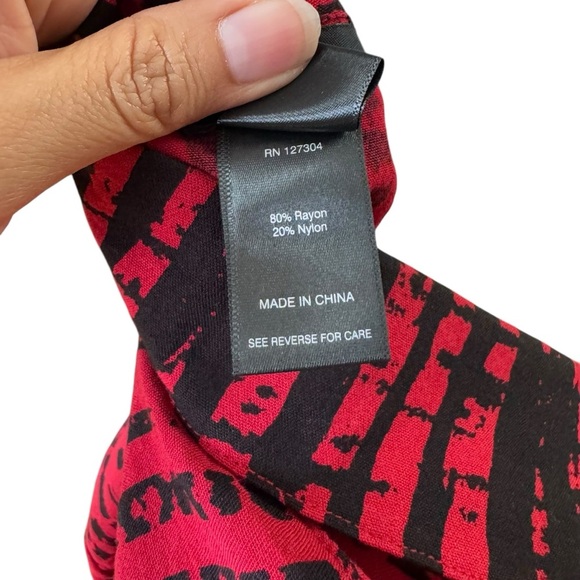 RN 127304
80% Rayon
20% Nylon
MADE IN CHINA
SEE REVERSE FOR CARE